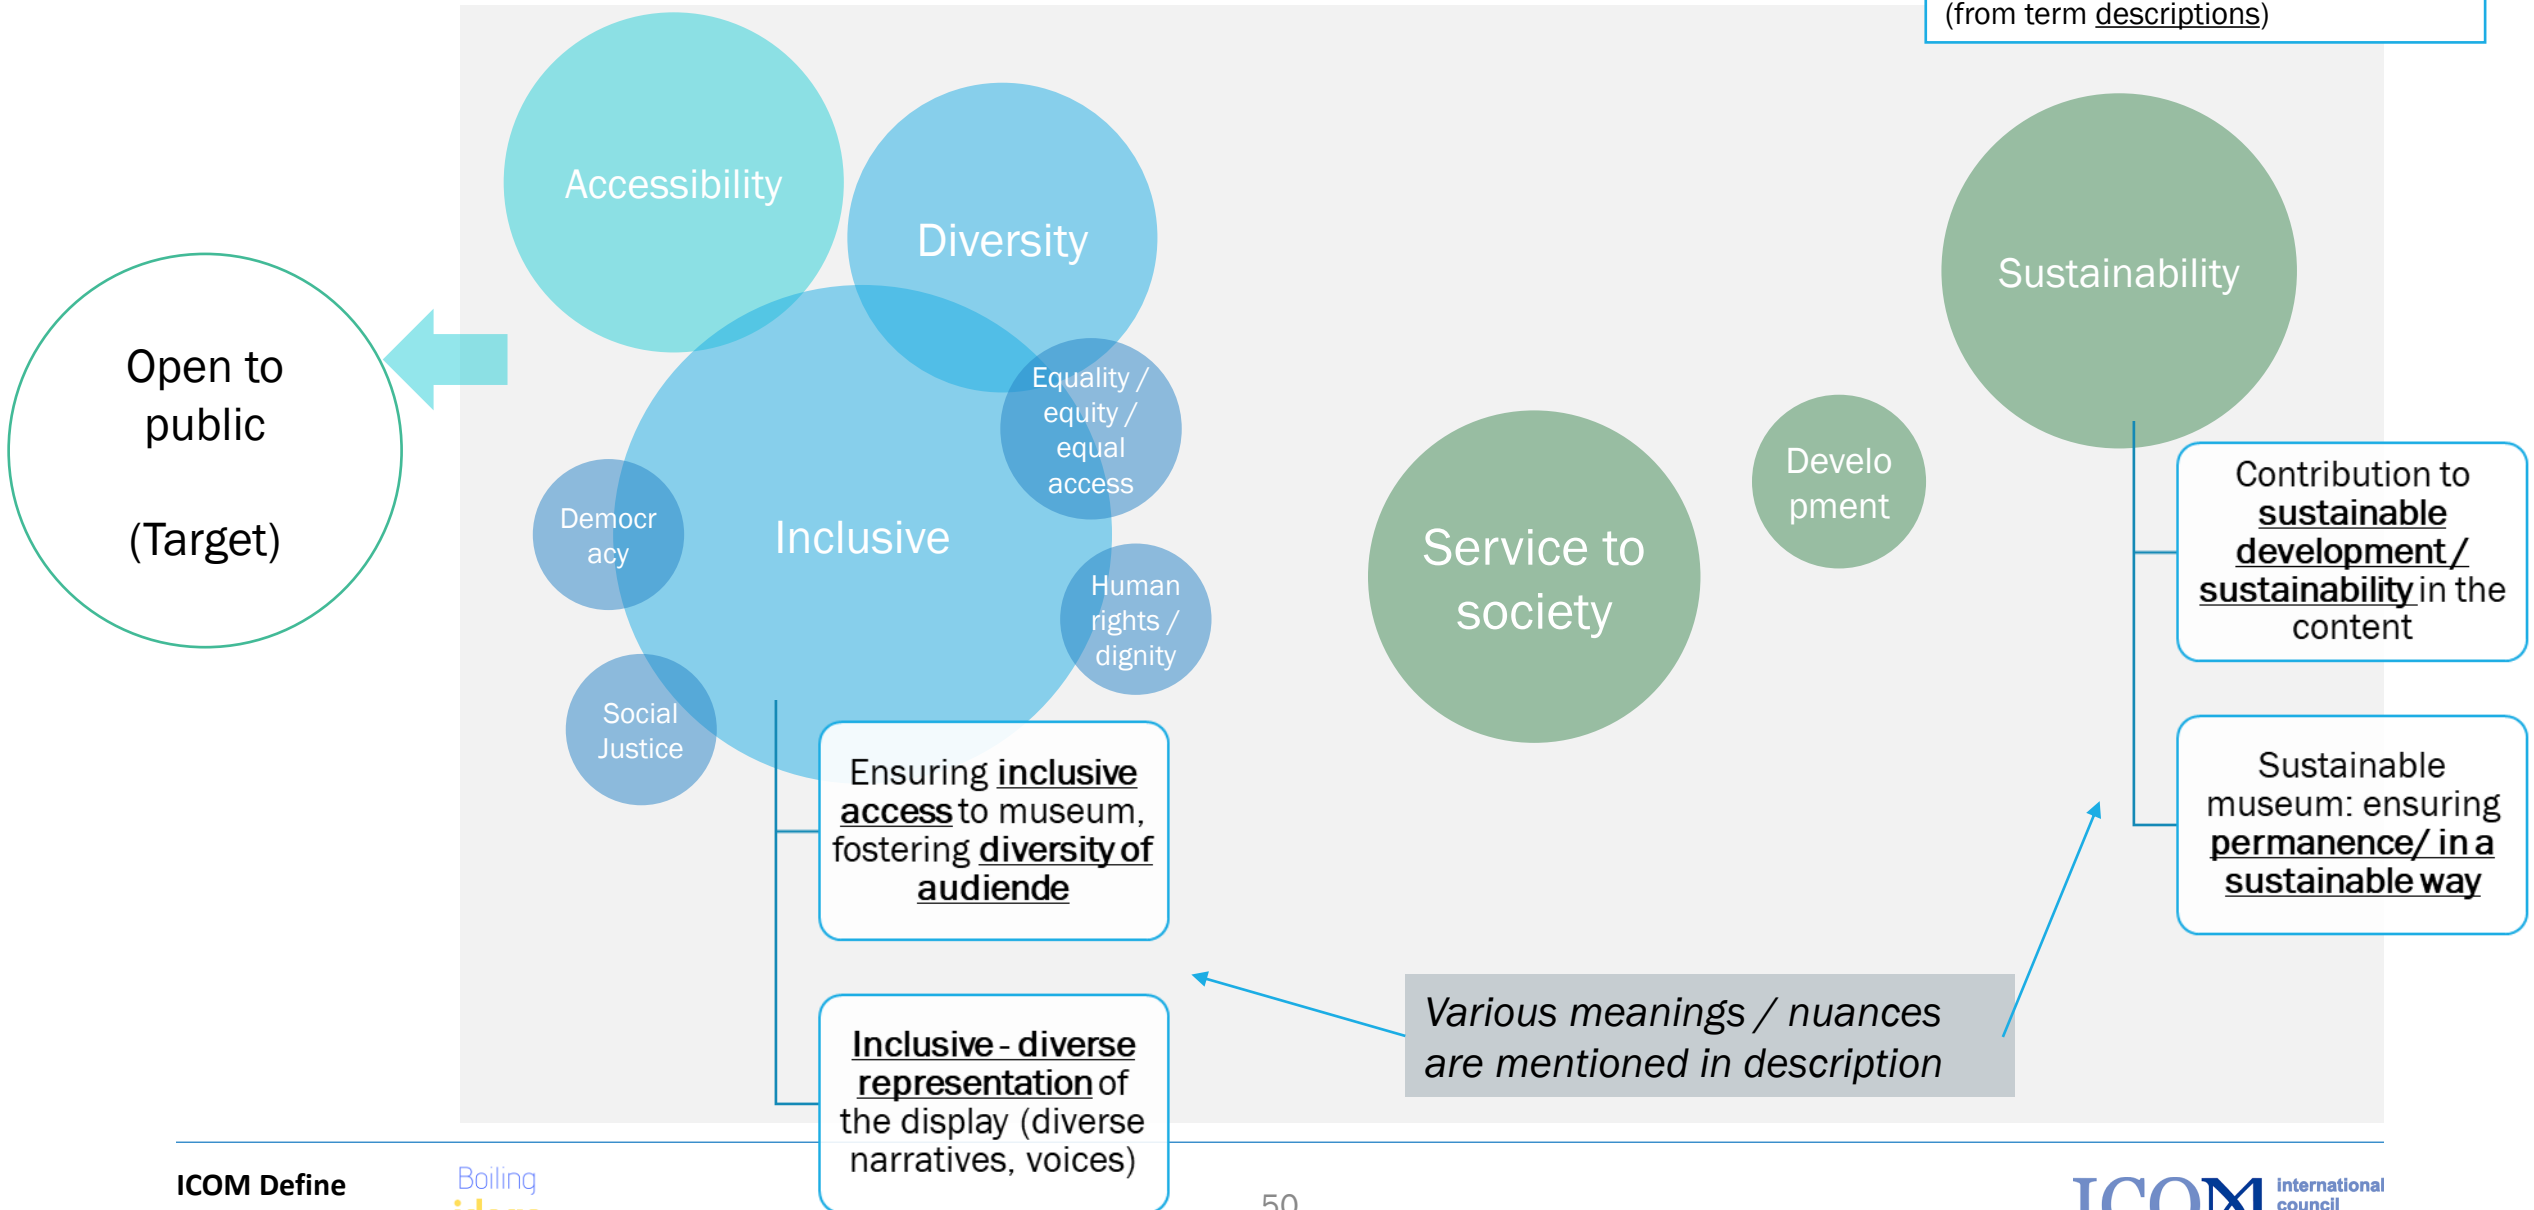 (from term descriptions)
Accessibility
Diversity
Sustainability
Open to
public
(Target)
Equality /
equity /
equal
access
Democr
acy
Inclusive
Human
rights /
dignity
Social
Justice
Service to
society
Develo
pment
Contribution to
sustainable
development/
sustainability in the
content
Sustainable
museum: ensuring
permanence/ in a
sustainable way
Ensuring inclusive
access to museum,
fostering diversity of
audiende
Inclusive - diverse
representation of
the display (diverse
narratives, voices)
Various meanings / nuances
are mentioned in description
ICOM Define
Boiling
ideas
50
ICOM
international
council